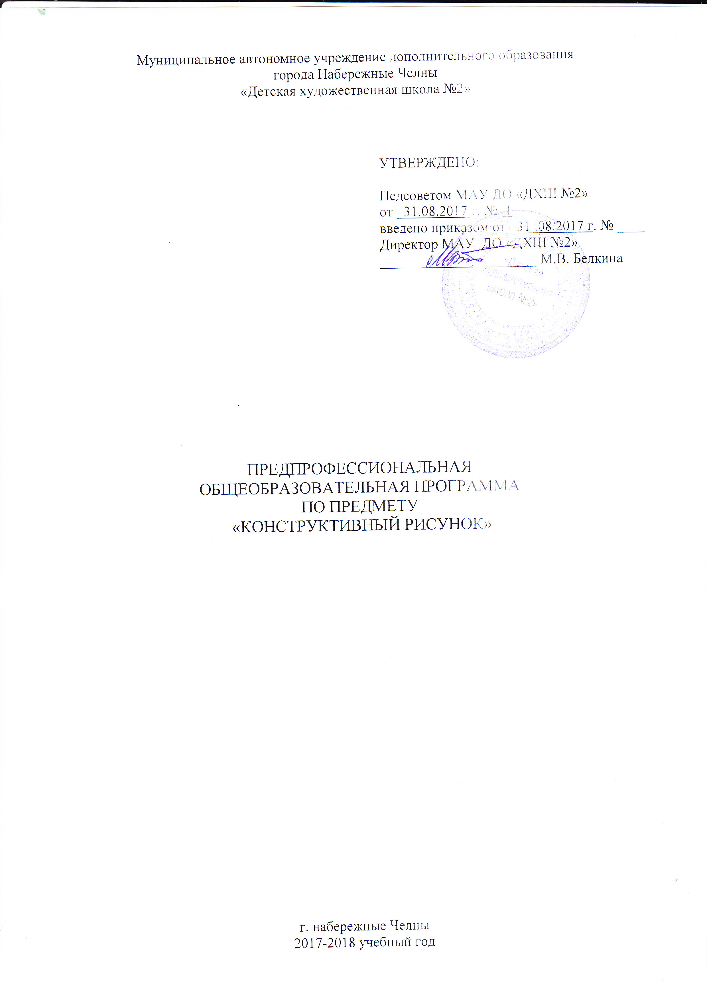 Муниципальное автономное учреждение дополнительного образования
города Набережные Челны
«Детская художественная школа №2»
УТВЕРЖДЕНО:
Педсоветом МАУ ДО «ДХШ №2»
от 31.08.2017 г. № 1
введено приказом от 31 .08.2017 г. № ____
Директор МАУ ДО «ДХШ №2»
____________________ М.В. Белкина
«Детская
художественная
школа №2»
ПРЕДПРОФЕССИОНАЛЬНАЯ
ОБЩЕОБРАЗОВАТЕЛЬНАЯ ПРОГРАММА
ПО ПРЕДМЕТУ
«КОНСТРУКТИВНЫЙ РИСУНОК»
г. набережные Челны
2017-2018 учебный год